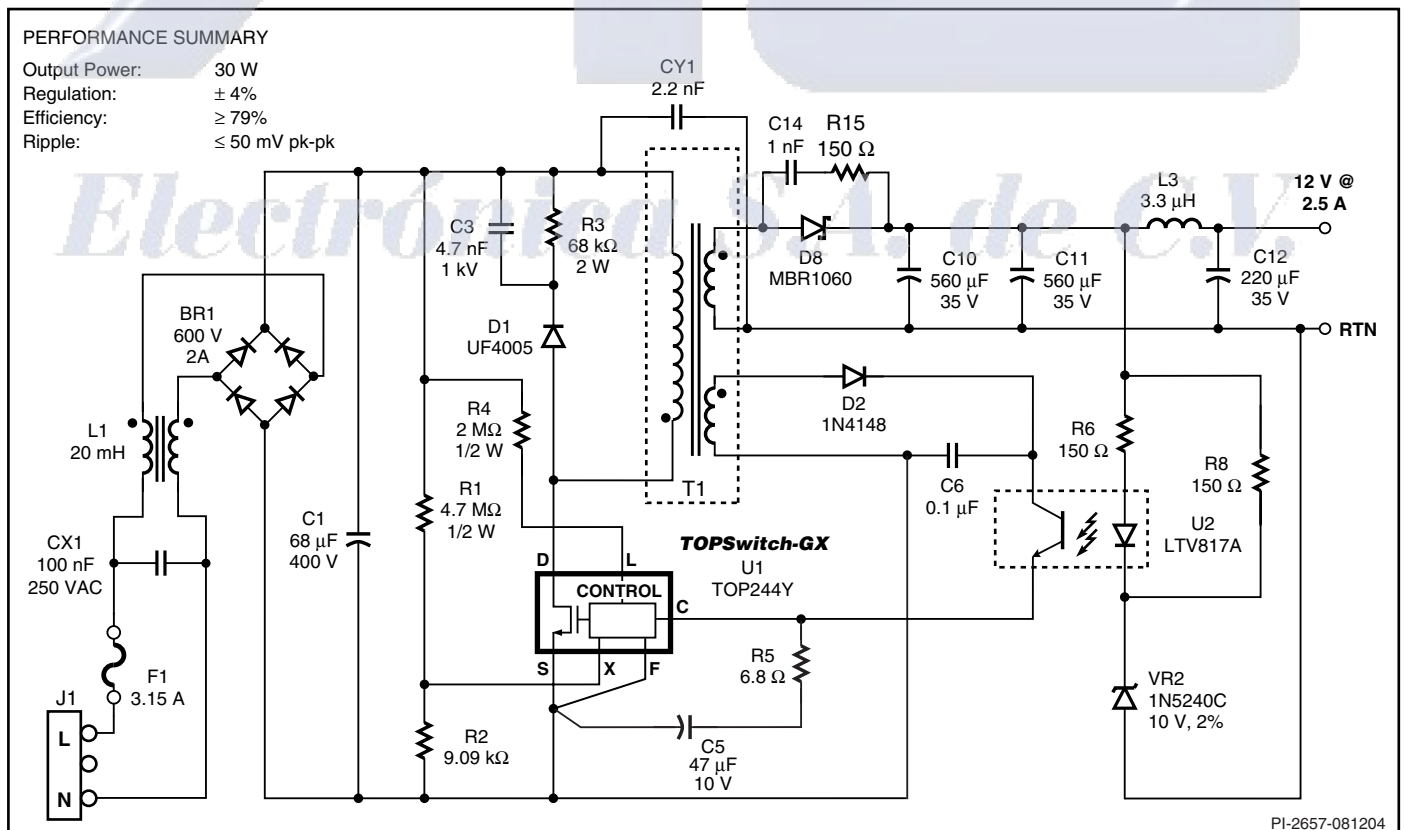 PERFORMANCE SUMMARY
Output Power: 30 W
Regulation: ± 4%
Efficiency: ≥ 79%
Ripple: ≤ 50 mV pk-pk
Electrónica S.A. de C.V.
CY1
2.2 nF
C14
1 nF
R15
150 Ω
L3
3.3 µH
12 V @
2.5 A
C3
4.7 nF
1 kV
R3
68 kΩ
2 W
D8
MBR1060
C10
560 µF
35 V
C11
560 µF
35 V
C12
220 µF
35 V
RTN
BR1
600 V
2A
D1
UF4005
D2
1N4148
L1
20 mH
R4
2 MΩ
1/2 W
R6
150 Ω
R8
150 Ω
T1
C6
0.1 µF
U2
LTV817A
R1
4.7 MΩ
1/2 W
C1
68 µF
400 V
CX1
100 nF
250 VAC
TOPSwitch-GX
U1
TOP244Y
D
L
CONTROL
C
S
X
F
R5
6.8 Ω
F1
3.15 A
J1
L
N
VR2
1N5240C
10 V, 2%
R2
9.09 kΩ
C5
47 µF
10 V
PI-2657-081204